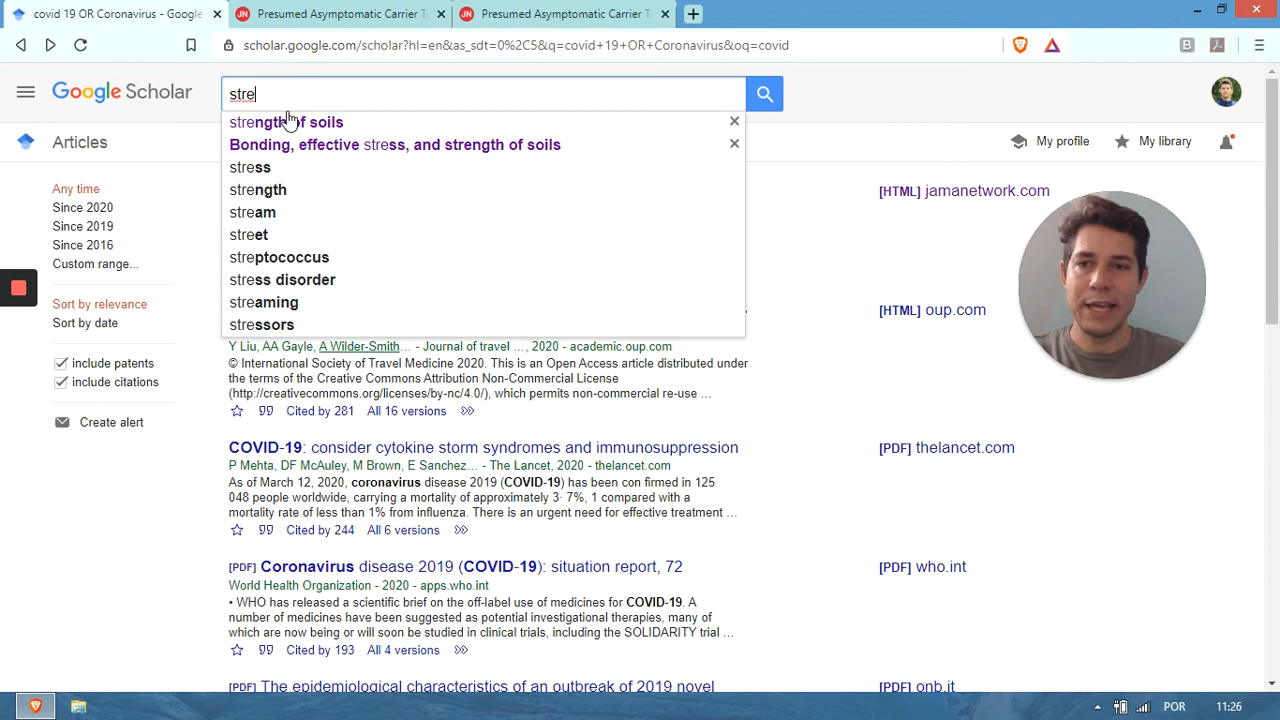 covid 19 OR Coronavirus - Google
Presumed Asymptomatic Carrier T
Presumed Asymptomatic Carrier T
scholar.google.com/scholar?hl=en&as_sdt=0%2C5&q=covid+19+OR+Coronavirus&oq=covid
Google Scholar
stre
strength of soils
Bonding, effective stress, and strength of soils
stress
strength
stream
street
streptococcus
stress disorder
streaming
stressors
Articles
My profile
My library
Any time
Since 2020
Since 2019
Since 2016
Custom range...
Sort by relevance
Sort by date
include patents
include citations
Create alert
[HTML] jamanetwork.com
[HTML] oup.com
Y Liu, AA Gayle, A Wilder-Smith… - Journal of travel …, 2020 - academic.oup.com
© International Society of Travel Medicine 2020. This is an Open Access article distributed under
the terms of the Creative Commons Attribution Non-Commercial License
(http://creativecommons.org/licenses/by-nc/4.0/), which permits non-commercial re-use …
Cited by 281 All 16 versions
COVID-19: consider cytokine storm syndromes and immunosuppression
[PDF] thelancet.com
P Mehta, DF McAuley, M Brown, E Sanchez… - The Lancet, 2020 - thelancet.com
As of March 12, 2020, coronavirus disease 2019 (COVID-19) has been con firmed in 125
048 people worldwide, carrying a mortality of approximately 3· 7%, 1 compared with a
mortality rate of less than 1% from influenza. There is an urgent need for effective treatment …
Cited by 244 All 6 versions
[PDF] Coronavirus disease 2019 (COVID-19): situation report, 72
[PDF] who.int
World Health Organization - 2020 - apps.who.int
• WHO has released a scientific brief on the off-label use of medicines for COVID-19. A
number of medicines have been suggested as potential investigational therapies, many of
which are now being or will soon be studied in clinical trials, including the SOLIDARITY trial …
Cited by 193 All 4 versions
[PDF] The epidemiological characteristics of an outbreak of 2019 novel
[PDF] onb.it
POR
11:26